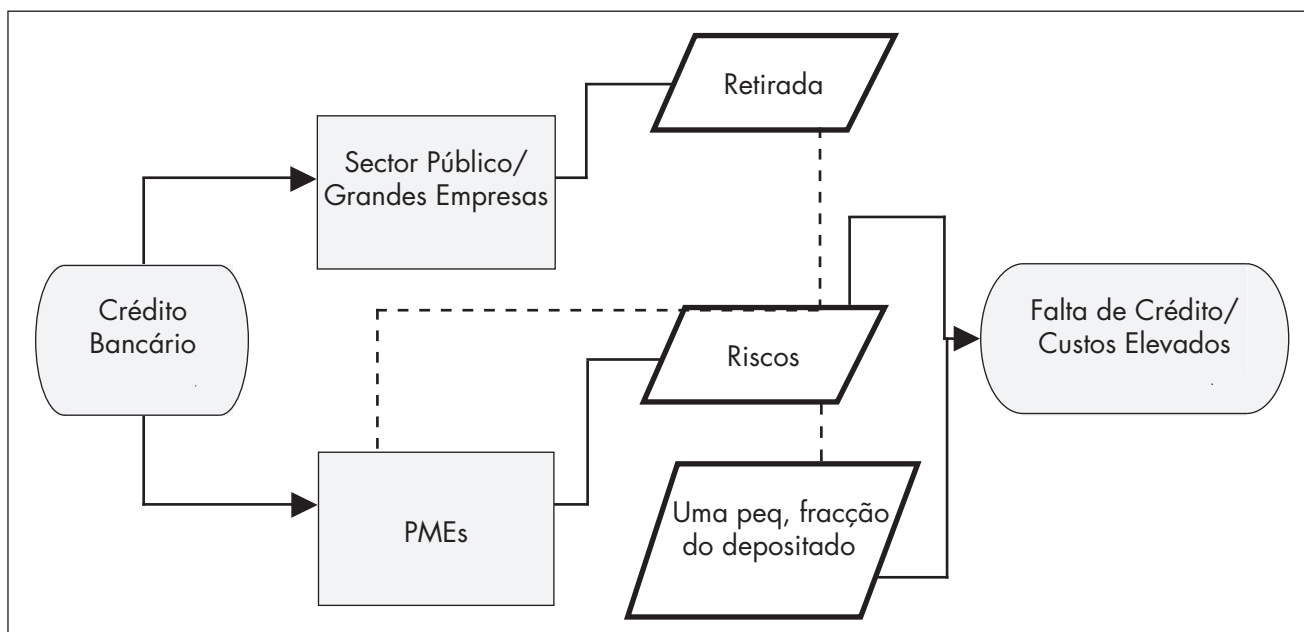 Retirada
Sector Público/
Grandes Empresas
Crédito
Bancário
Riscos
Falta de Crédito/
Custos Elevados
PMEs
Uma peq, fracção
do depositado